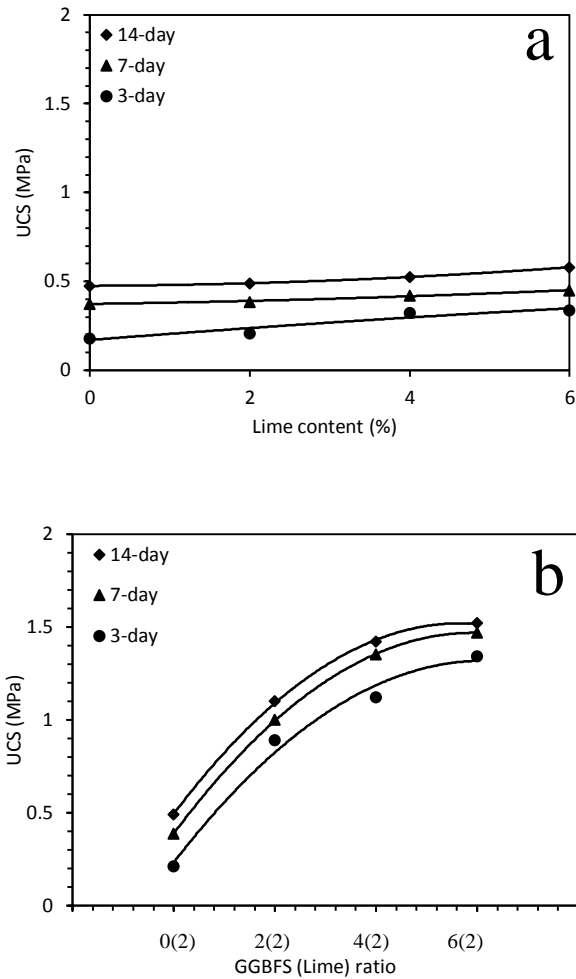 2
a
14-day
7-day
1.5
3-day
UCS (MPa)
1
0.5
0
0
2
4
6
Lime content (%)
2
b
14-day
7-day
1.5
3-day
UCS (MPa)
1
0.5
0
0(2)
2(2)
4(2)
6(2)
GGBFS (Lime) ratio